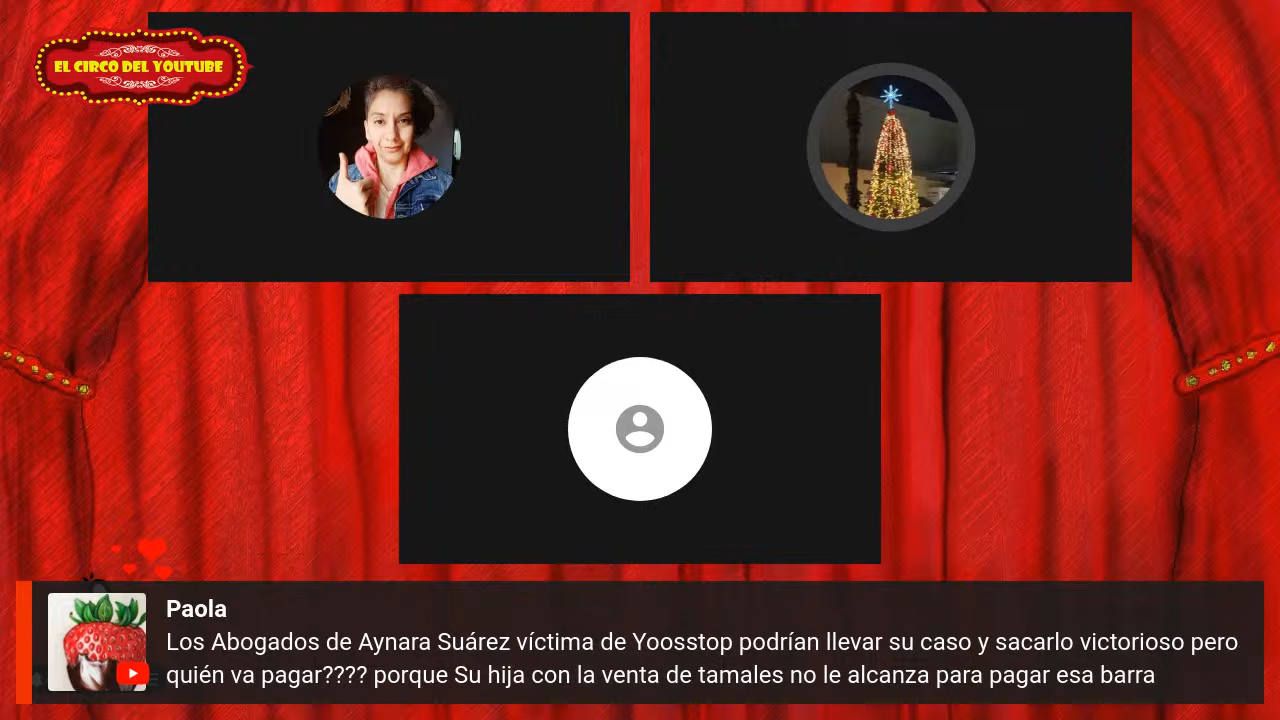 EL CIRCO DEL YOUTUBE
Paola
Los Abogados de Aynara Suárez víctima de Yoosstop podrían llevar su caso y sacarlo victorioso pero
quién va pagar???? porque Su hija con la venta de tamales no le alcanza para pagar esa barra